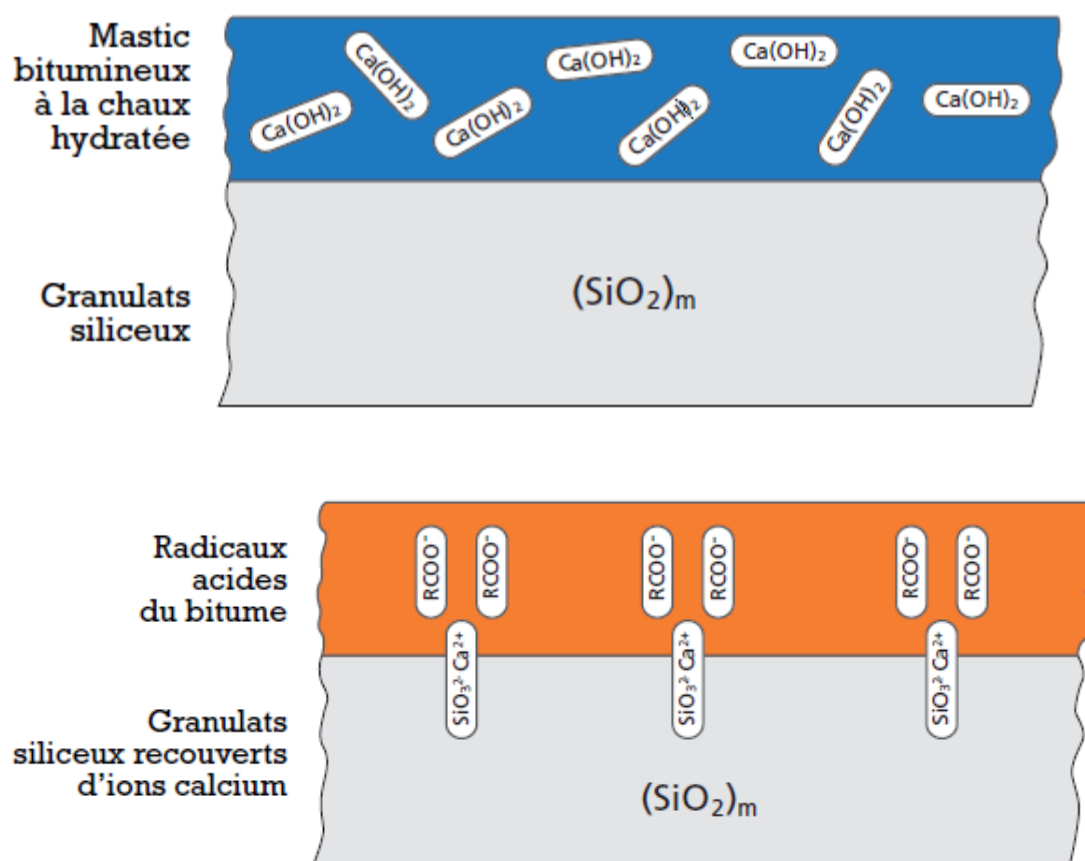 Mastic
bitumineux
à la chaux
hydratée
Ca(OH)₂
Ca(OH)₂
Ca(OH)₂
Ca(OH)₂
Ca(OH)₂
Ca(OH)₂
Ca(OH)₂
Ca(OH)₂
Granulats
siliceux
(SiO₂)ₘ
Radicaux
acides
du bitume
RCOO⁻
RCOO⁻
RCOO⁻
RCOO⁻
RCOO⁻
RCOO⁻
SiO₃²⁻ Ca²⁺
SiO₃²⁻ Ca²⁺
SiO₃²⁻ Ca²⁺
Granulats
siliceux recouverts
d'ions calcium
(SiO₂)ₘ